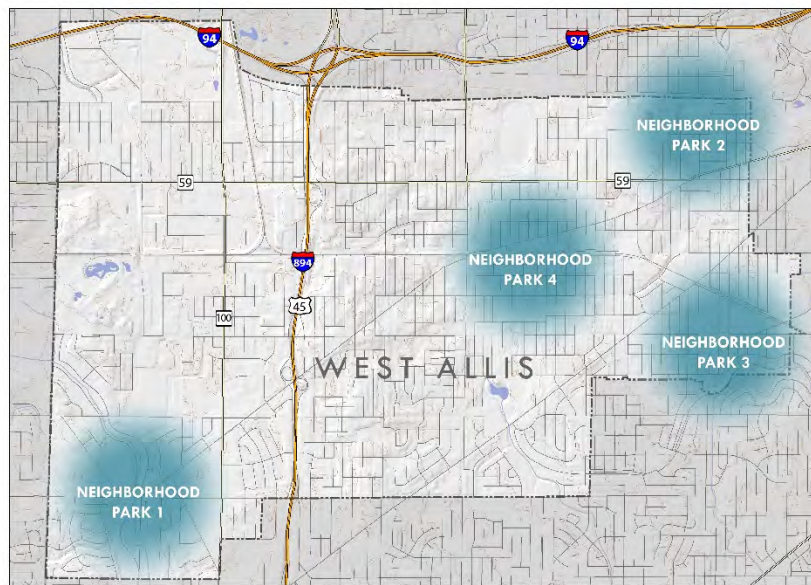 94
94
NEIGHBORHOOD
PARK 2
59
59
NEIGHBORHOOD
PARK 4
894
45
100
NEIGHBORHOOD
PARK 3
WEST ALLIS
NEIGHBORHOOD
PARK 1